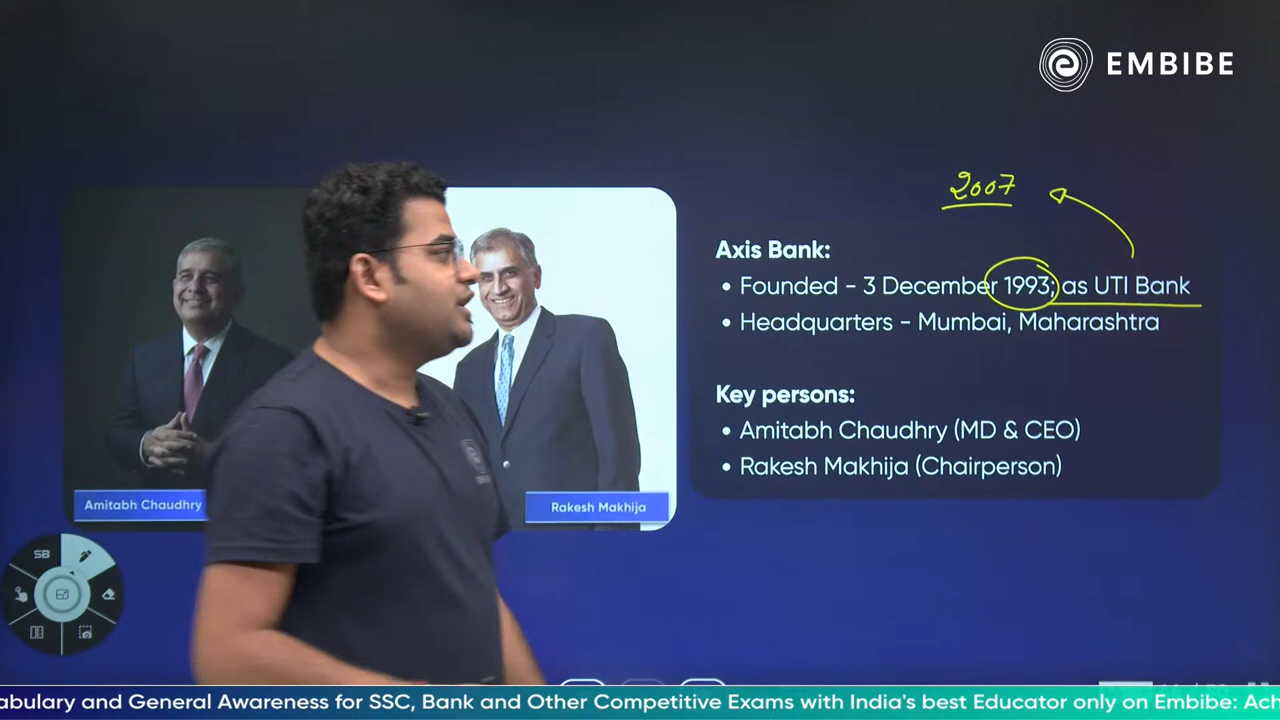 EMBIBE
2007
Axis Bank:
• Founded - 3 December 1993; as UTI Bank
• Headquarters - Mumbai, Maharashtra
Key persons:
• Amitabh Chaudhry (MD & CEO)
• Rakesh Makhija (Chairperson)
Amitabh Chaudhry
Rakesh Makhija
SB
abulary and General Awareness for SSC, Bank and Other Competitive Exams with India's best Educator only on Embibe: Ach